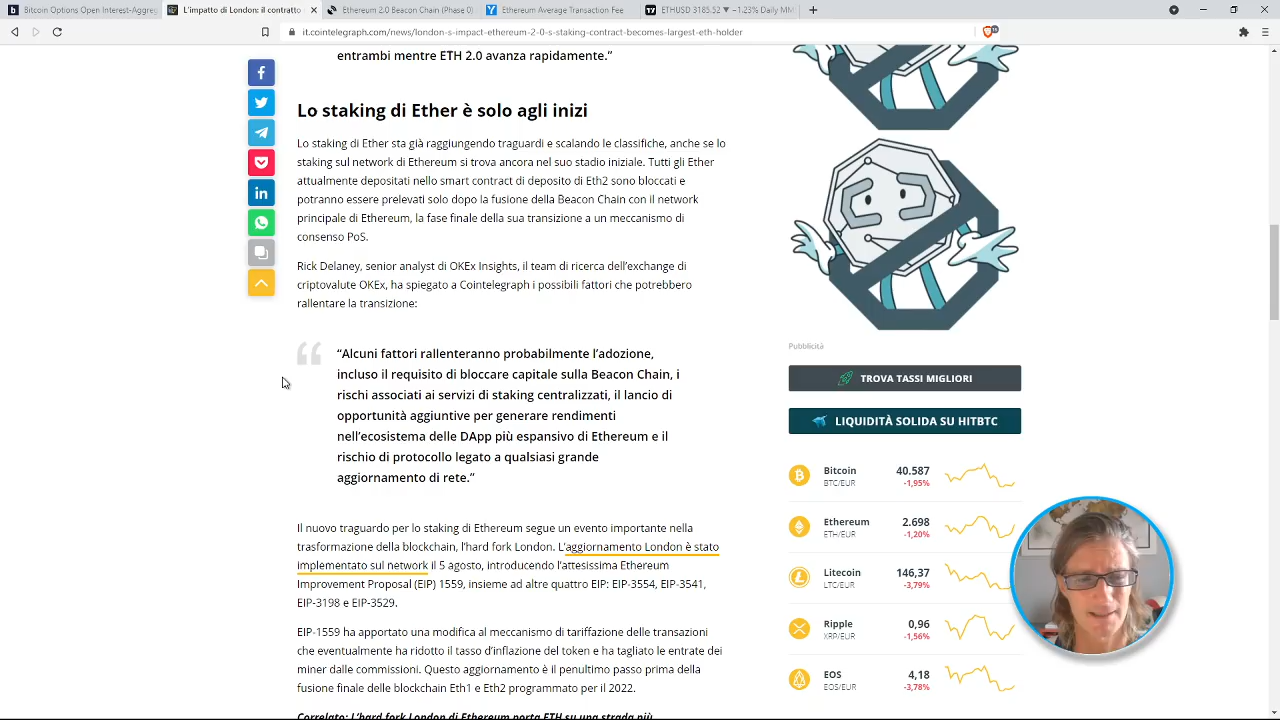 Bitcoin Options Open Interest-Aggreg
L'impatto di London: il contratto
Ethereum 2.0 Beacon Chain (Phase 0)
Ethereum Average Transaction Fee
ETHUSD 3185.53 ▼ −1.23% Daily MM
it.cointelegraph.com/news/london-s-impact-ethereum-2-0-s-staking-contract-becomes-largest-eth-holder
entrambi mentre ETH 2.0 avanza rapidamente."
Lo staking di Ether è solo agli inizi
Lo staking di Ether sta già raggiungendo traguardi e scalando le classifiche, anche se lo
staking sul network di Ethereum si trova ancora nel suo stadio iniziale. Tutti gli Ether
attualmente depositati nello smart contract di deposito di Eth2 sono bloccati e
potranno essere prelevati solo dopo la fusione della Beacon Chain con il network
principale di Ethereum, la fase finale della sua transizione a un meccanismo di
consenso PoS.
Rick Delaney, senior analyst di OKEx Insights, il team di ricerca dell'exchange di
criptovalute OKEx, ha spiegato a Cointelegraph i possibili fattori che potrebbero
rallentare la transizione:
"Alcuni fattori rallenteranno probabilmente l'adozione,
incluso il requisito di bloccare capitale sulla Beacon Chain, i
rischi associati ai servizi di staking centralizzati, il lancio di
opportunità aggiuntive per generare rendimenti
nell'ecosistema delle DApp più espansivo di Ethereum e il
rischio di protocollo legato a qualsiasi grande
aggiornamento di rete."
Il nuovo traguardo per lo staking di Ethereum segue un evento importante nella
trasformazione della blockchain, l'hard fork London. L'aggiornamento London è stato
implementato sul network il 5 agosto, introducendo l'attesissima Ethereum
Improvement Proposal (EIP) 1559, insieme ad altre quattro EIP: EIP-3554, EIP-3541,
EIP-3198 e EIP-3529.
EIP-1559 ha apportato una modifica al meccanismo di tariffazione delle transazioni
che eventualmente ha ridotto il tasso d'inflazione del token e ha tagliato le entrate dei
miner dalle commissioni. Questo aggiornamento è il penultimo passo prima della
fusione finale delle blockchain Eth1 e Eth2 programmato per il 2022.
Correlato: L'hard fork London di Ethereum porta ETH su una strada più
Pubblicità
TROVA TASSI MIGLIORI
LIQUIDITÀ SOLIDA SU HITBTC
Bitcoin 40.587
BTC/EUR -1,95%
Ethereum 2.698
ETH/EUR -1,20%
Litecoin 146,37
LTC/EUR -3,79%
Ripple 0,96
XRP/EUR -1,56%
EOS 4,18
EOS/EUR -3,78%